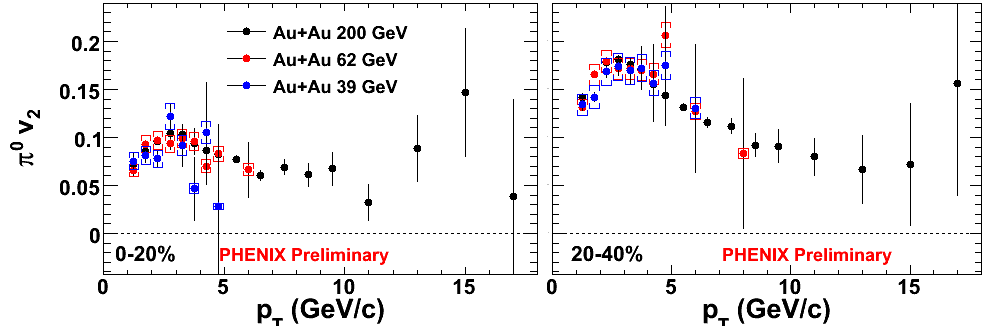 π⁰ v₂
0.2
0.15
0.1
0.05
0
Au+Au 200 GeV
Au+Au 62 GeV
Au+Au 39 GeV
0-20%
PHENIX Preliminary
0 5 10 15
p_T (GeV/c)
20-40%
PHENIX Preliminary
0 5 10 15
p_T (GeV/c)